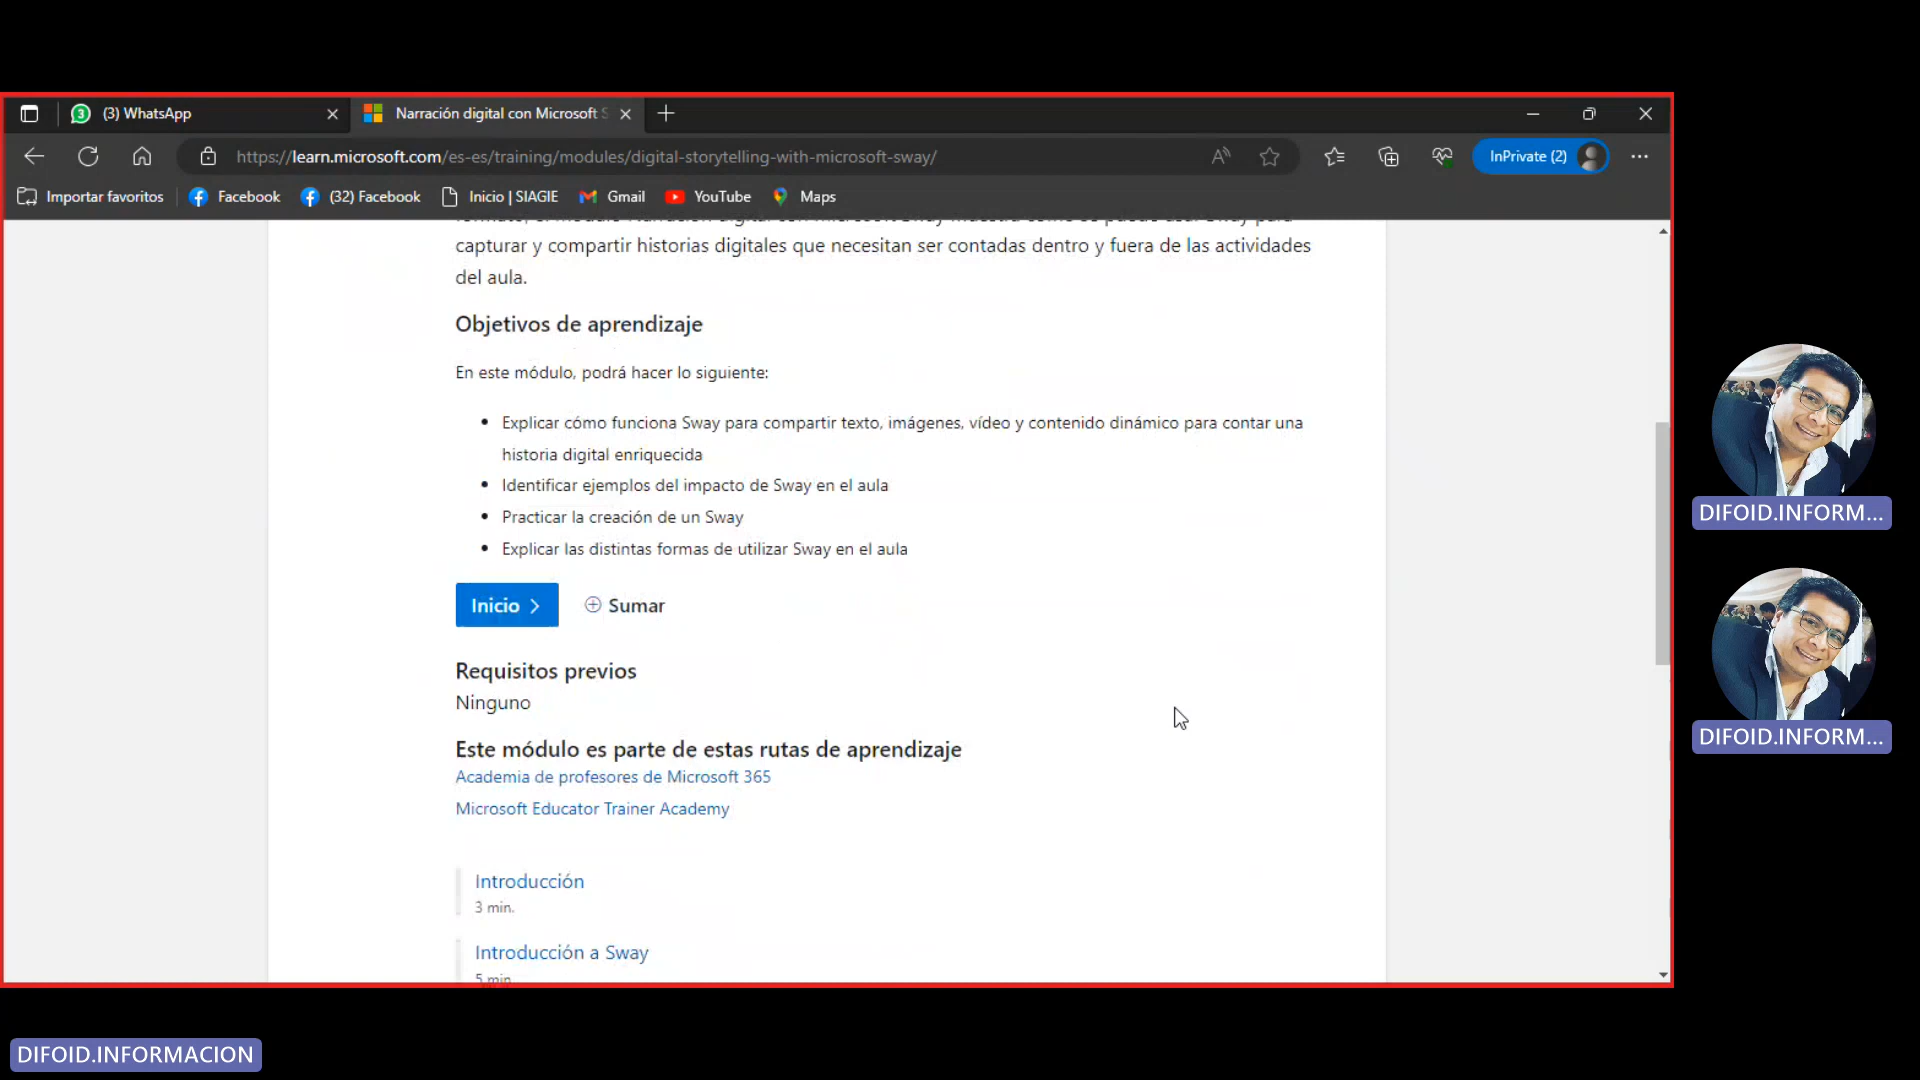 (3) WhatsApp
Narración digital con Microsoft S
https://learn.microsoft.com/es-es/training/modules/digital-storytelling-with-microsoft-sway/
InPrivate (2)
Importar favoritos
Facebook
(32) Facebook
Inicio | SIAGIE
Gmail
YouTube
Maps
capturar y compartir historias digitales que necesitan ser contadas dentro y fuera de las actividades
del aula.
Objetivos de aprendizaje
En este módulo, podrá hacer lo siguiente:
• Explicar cómo funciona Sway para compartir texto, imágenes, vídeo y contenido dinámico para contar una
historia digital enriquecida
• Identificar ejemplos del impacto de Sway en el aula
• Practicar la creación de un Sway
• Explicar las distintas formas de utilizar Sway en el aula
Inicio >
Sumar
Requisitos previos
Ninguno
Este módulo es parte de estas rutas de aprendizaje
Academia de profesores de Microsoft 365
Microsoft Educator Trainer Academy
Introducción
3 min.
Introducción a Sway
5 min.
DIFOID.INFORM...
DIFOID.INFORM...
DIFOID.INFORMACION